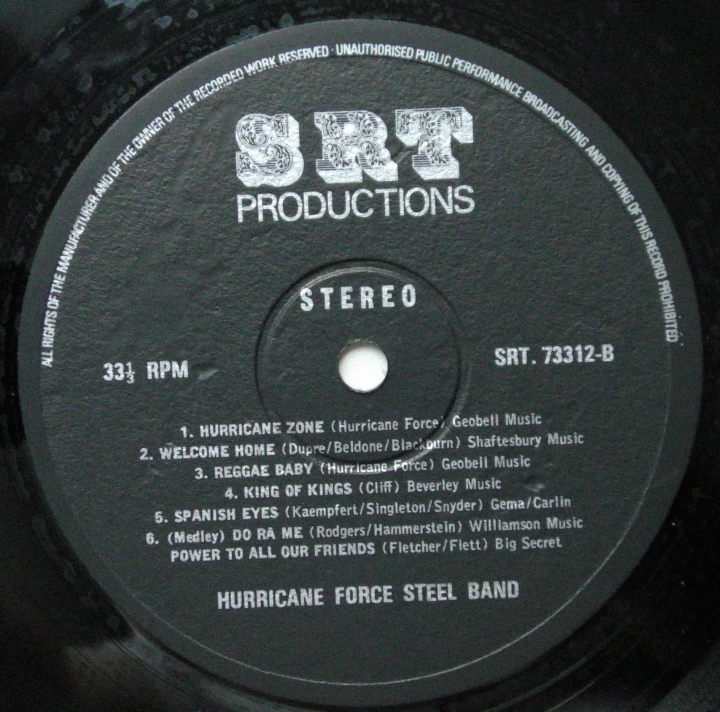 ALL RIGHTS OF THE MANUFACTURER AND OF THE OWNER OF THE RECORDED WORK RESERVED · UNAUTHORISED PUBLIC PERFORMANCE BROADCASTING AND COPYING OF THIS RECORD PROHIBITED
SRT
PRODUCTIONS
STEREO
33⅓ RPM
SRT. 73312-B
1. HURRICANE ZONE (Hurricane Force) Geobell Music
2. WELCOME HOME (Dupre/Beldone/Blackburn) Shaftesbury Music
3. REGGAE BABY (Hurricane Force) Geobell Music
4. KING OF KINGS (Cliff) Beverley Music
5. SPANISH EYES (Kaempfert/Singleton/Snyder) Gema/Carlin
6. (Medley) DO RA ME (Rodgers/Hammerstein) Williamson Music
POWER TO ALL OUR FRIENDS (Fletcher/Flett) Big Secret
HURRICANE FORCE STEEL BAND